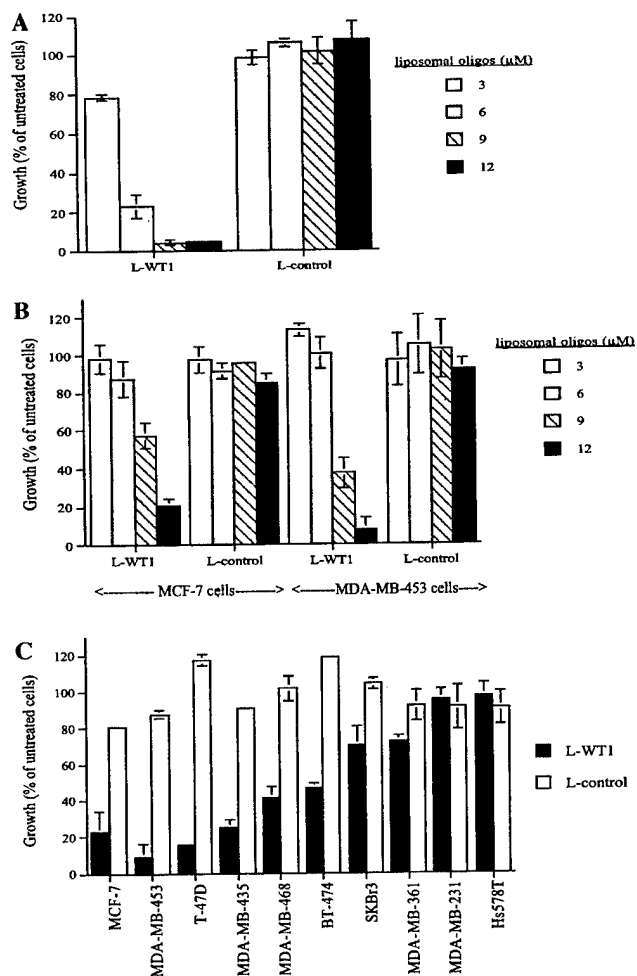 A
Growth (% of untreated cells)
120
100
80
60
40
20
0
L-WT1
L-control
liposomal oligos (μM)
3
6
9
12
B
Growth (% of untreated cells)
120
100
80
60
40
20
0
L-WT1
L-control
L-WT1
L-control
<-------- MCF-7 cells-------->
<-------MDA-MB-453 cells------->
liposomal oligos (μM)
3
6
9
12
C
Growth (% of untreated cells)
120
100
80
60
40
20
0
MCF-7
MDA-MB-453
T-47D
MDA-MB-435
MDA-MB-468
BT-474
SKBr3
MDA-MB-361
MDA-MB-231
Hs578T
L-WT1
L-control